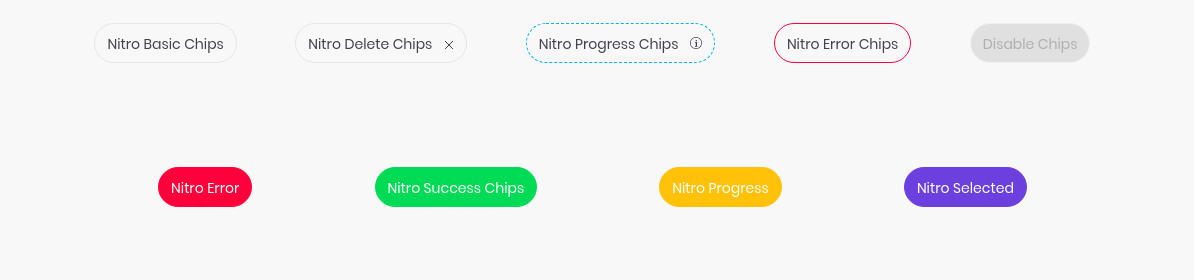 Nitro Basic Chips
Nitro Delete Chips
Nitro Progress Chips
Nitro Error Chips
Disable Chips
Nitro Error
Nitro Success Chips
Nitro Progress
Nitro Selected